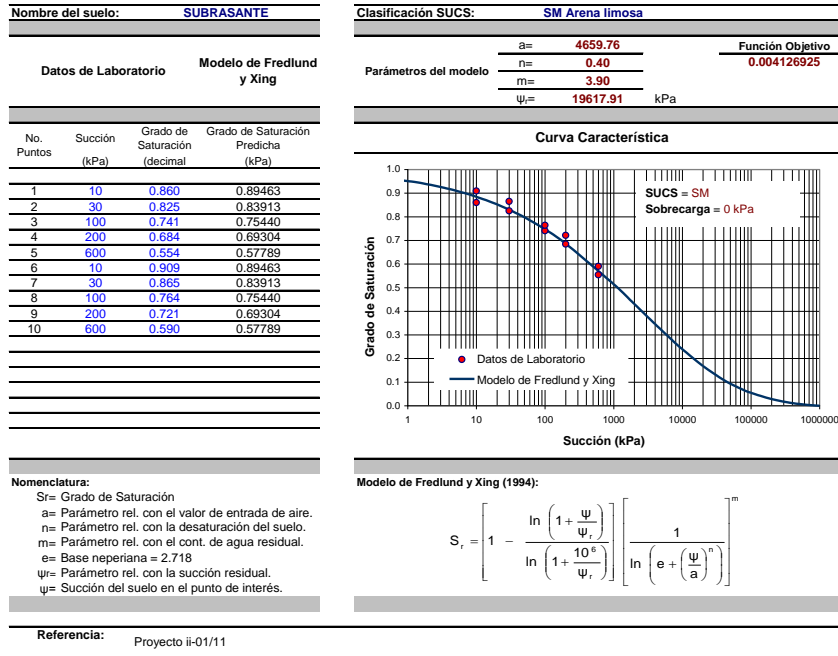 Nombre del suelo: SUBRASANTE
Clasificación SUCS: SM Arena limosa
Datos de Laboratorio
Modelo de Fredlund y Xing
Parámetros del modelo
a= 4659.76
n= 0.40
m= 3.90
Ψr= 19617.91 kPa
Función Objetivo
0.004126925
No. Puntos
Succión (kPa)
Grado de Saturación (decimal
Grado de Saturación Predicha (kPa)
1 10 0.860 0.89463
2 30 0.825 0.83913
3 100 0.741 0.75440
4 200 0.684 0.69304
5 600 0.554 0.57789
6 10 0.909 0.89463
7 30 0.865 0.83913
8 100 0.764 0.75440
9 200 0.721 0.69304
10 600 0.590 0.57789
Curva Característica
SUCS = SM
Sobrecarga = 0 kPa
Grado de Saturación
1.0
0.9
0.8
0.7
0.6
0.5
0.4
0.3
0.2
0.1
0.0
Datos de Laboratorio
Modelo de Fredlund y Xing
1 10 100 1000 10000 100000 1000000
Succión (kPa)
Nomenclatura:
Sr= Grado de Saturación
a= Parámetro rel. con el valor de entrada de aire.
n= Parámetro rel. con la desaturación del suelo.
m= Parámetro rel. con el cont. de agua residual.
e= Base neperiana = 2.718
ψr= Parámetro rel. con la succión residual.
ψ= Succión del suelo en el punto de interés.
Modelo de Fredlund y Xing (1994):
S_r = [1 − ln(1 + Ψ/Ψ_r) / ln(1 + 10^6/Ψ_r)] [1 / ln(e + (Ψ/a)^n)]^m
Referencia: Proyecto ii-01/11